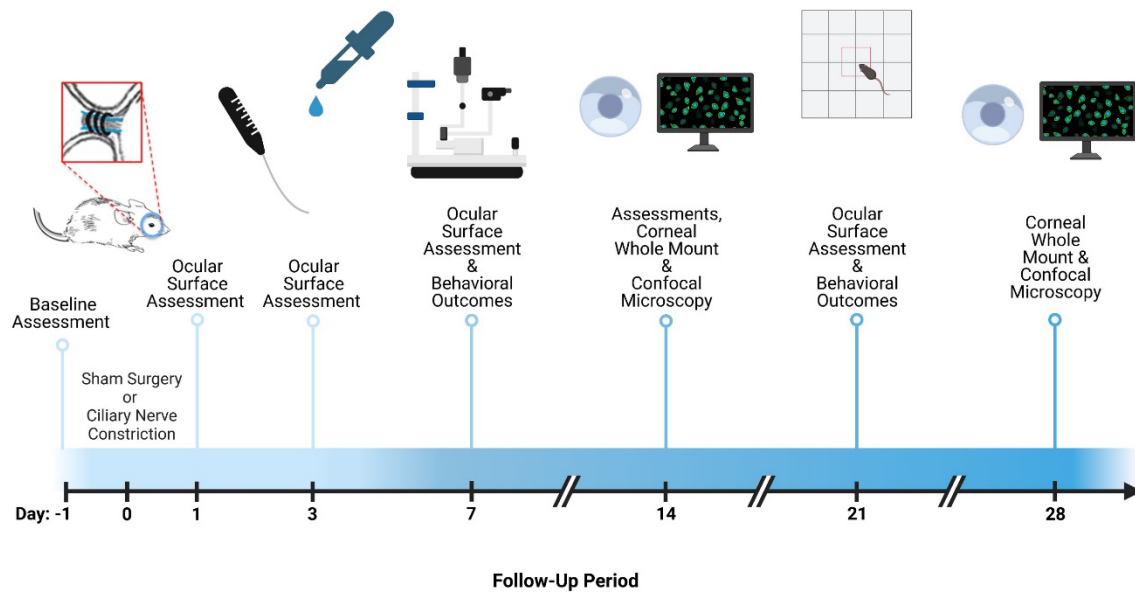 Baseline
Assessment
Sham Surgery
or
Ciliary Nerve
Constriction
Ocular
Surface
Assessment
Ocular
Surface
Assessment
Ocular
Surface
Assessment
&
Behavioral
Outcomes
Assessments,
Corneal
Whole Mount
&
Confocal
Microscopy
Ocular
Surface
Assessment
&
Behavioral
Outcomes
Corneal
Whole
Mount &
Confocal
Microscopy
Day: -1 0 1 3 7 14 21 28
Follow-Up Period